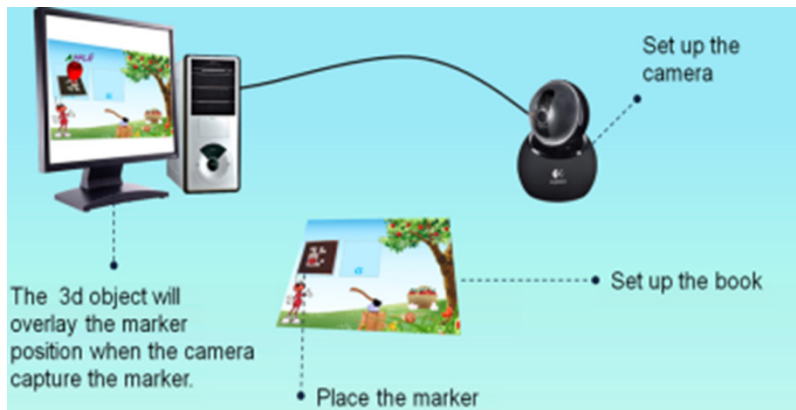 Set up the
camera
Set up the book
The 3d object will
overlay the marker
position when the camera
capture the marker.
Place the marker
a